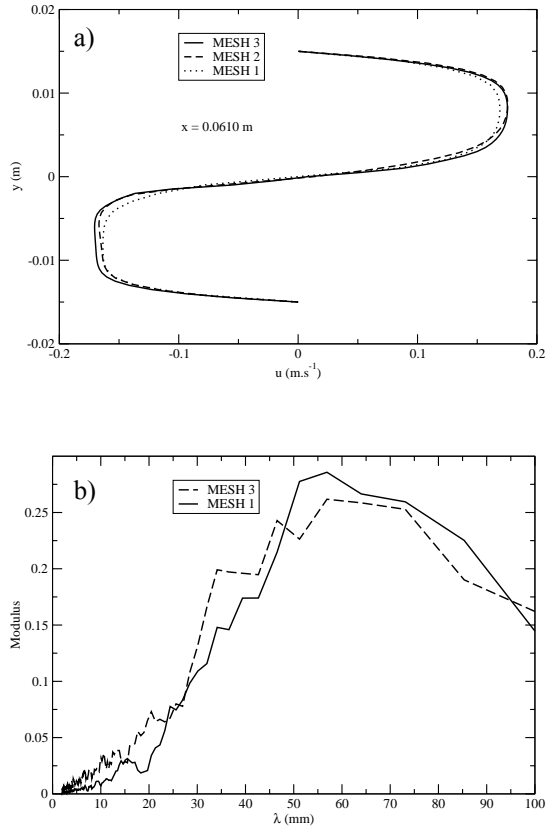 a)
MESH 3
MESH 2
MESH 1
x = 0.0610 m
0.02
0.01
0
-0.01
-0.02
y (m)
-0.2
-0.1
0
0.1
0.2
u (m.s⁻¹)
b)
MESH 3
MESH 1
0.25
0.2
0.15
0.1
0.05
0
Modulus
0
10
20
30
40
50
60
70
80
90
100
λ (mm)